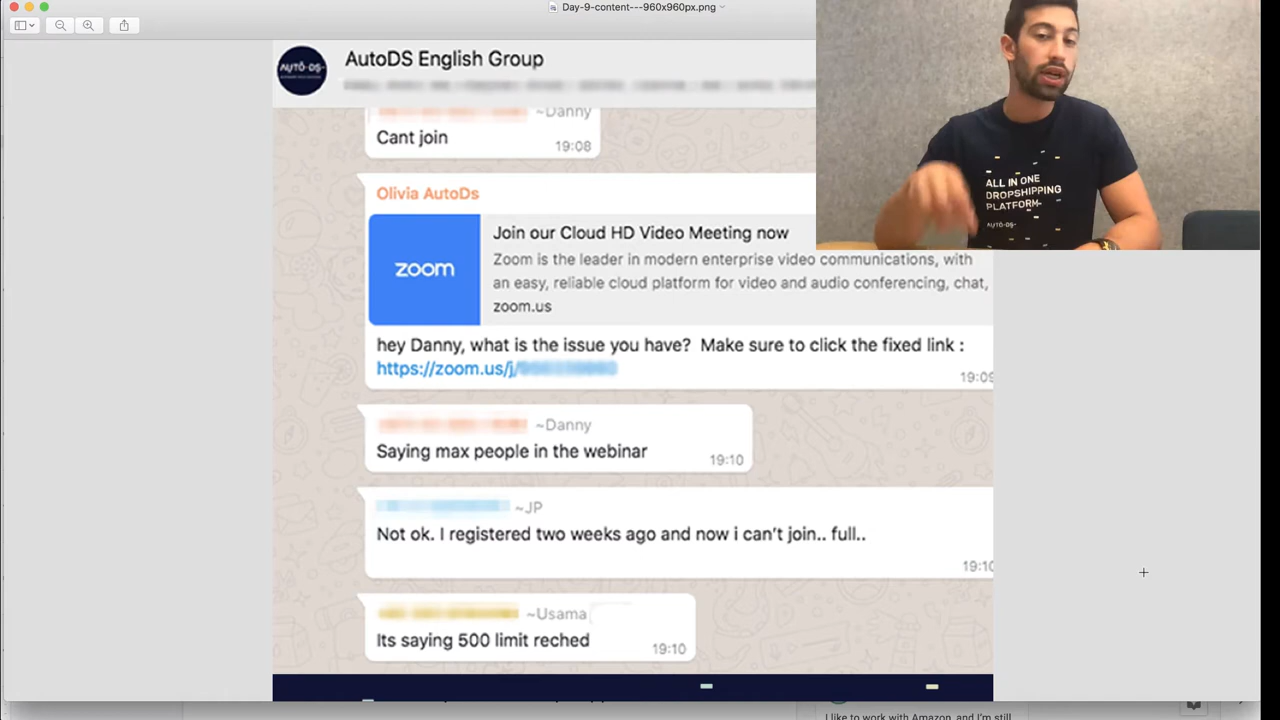 Day-9-content---960x960px.png
AUTO-DS-
AutoDS English Group
~Danny
Cant join
19:08
Olivia AutoDs
zoom
Join our Cloud HD Video Meeting now
Zoom is the leader in modern enterprise video communications, with
an easy, reliable cloud platform for video and audio conferencing, chat,
zoom.us
hey Danny, what is the issue you have? Make sure to click the fixed link :
https://zoom.us/j/
19:09
~Danny
Saying max people in the webinar
19:10
~JP
Not ok. I registered two weeks ago and now i can't join.. full..
19:10
~Usama
Its saying 500 limit reched
19:10
ALL IN ONE
DROPSHIPPING
PLATFORM-
AUTO-DS-
I like to work with Amazon, and I'm still